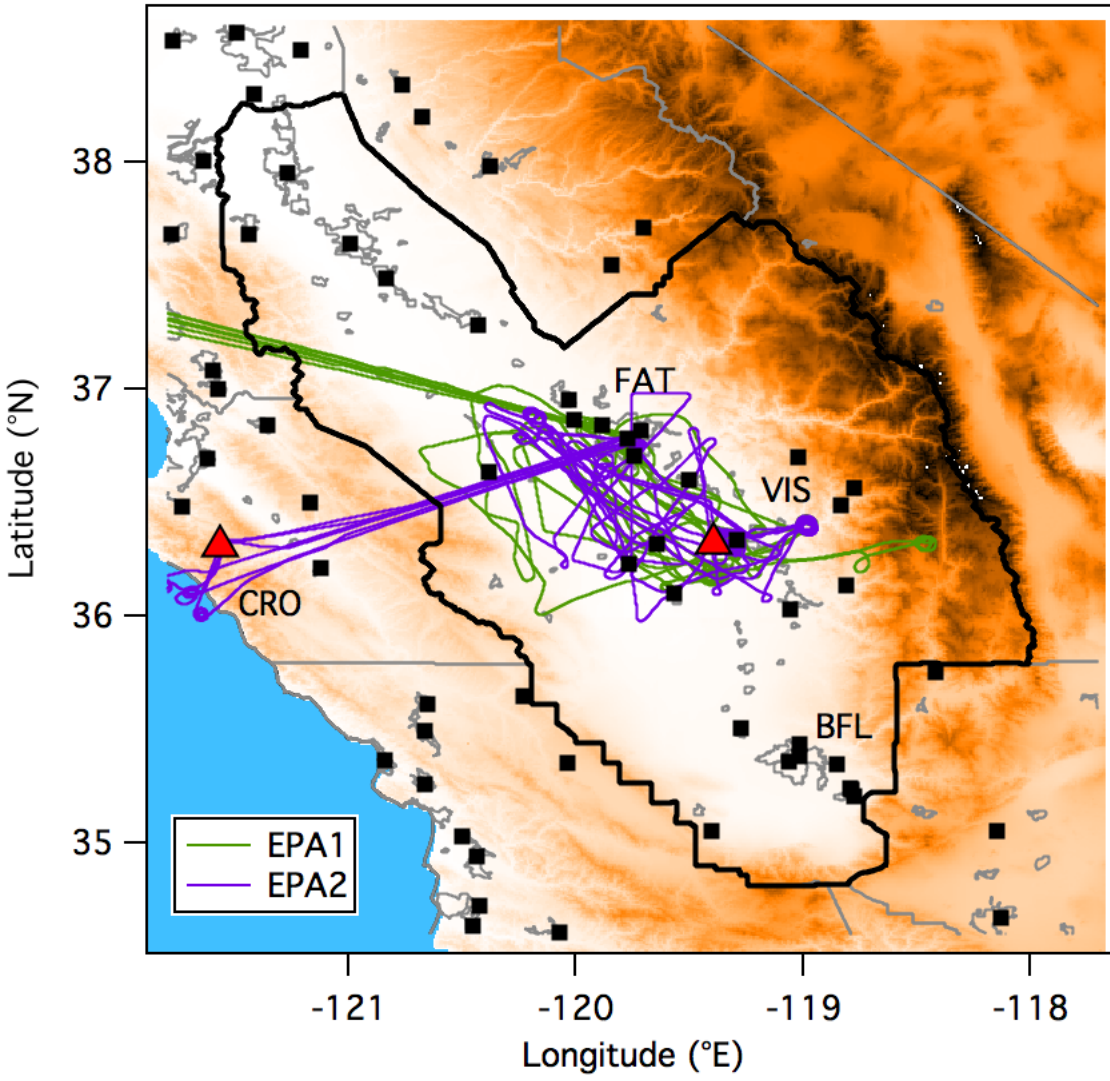 38
37
36
35
Latitude (°N)
FAT
VIS
CRO
BFL
EPA1
EPA2
-121
-120
-119
-118
Longitude (°E)